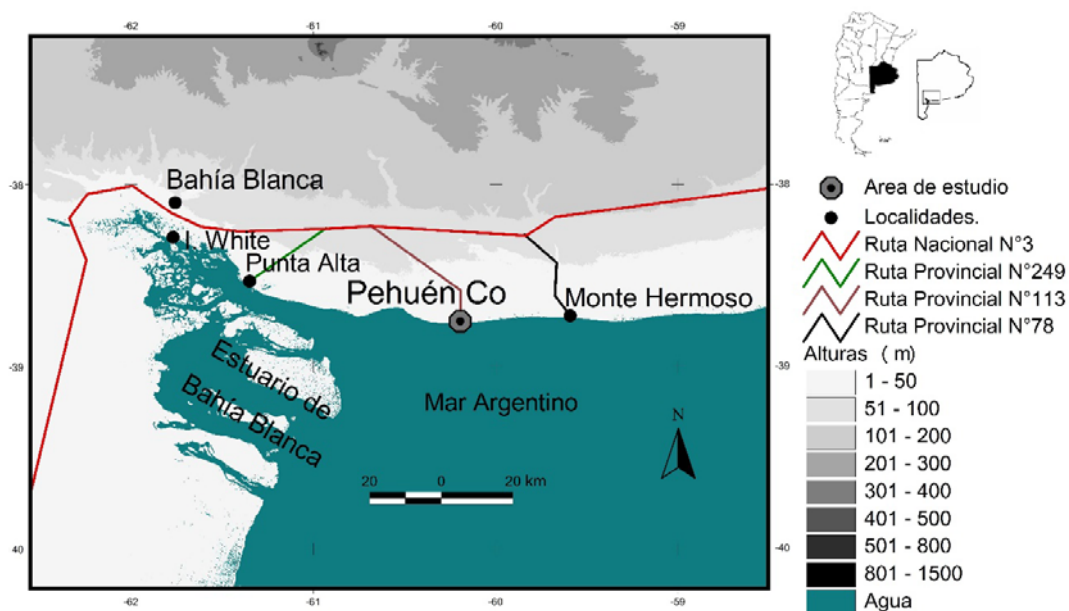 -62
-61
-60
-59
-38
-38
Bahía Blanca
I. White
Punta Alta
Pehuén Co
Monte Hermoso
-39
-39
Estuario de
Bahía Blanca
Mar Argentino
N
20 0 20 km
-40
-40
-62
-61
-60
-59
Area de estudio
Localidades.
Ruta Nacional N°3
Ruta Provincial N°249
Ruta Provincial N°113
Ruta Provincial N°78
Alturas ( m)
1 - 50
51 - 100
101 - 200
201 - 300
301 - 400
401 - 500
501 - 800
801 - 1500
Agua